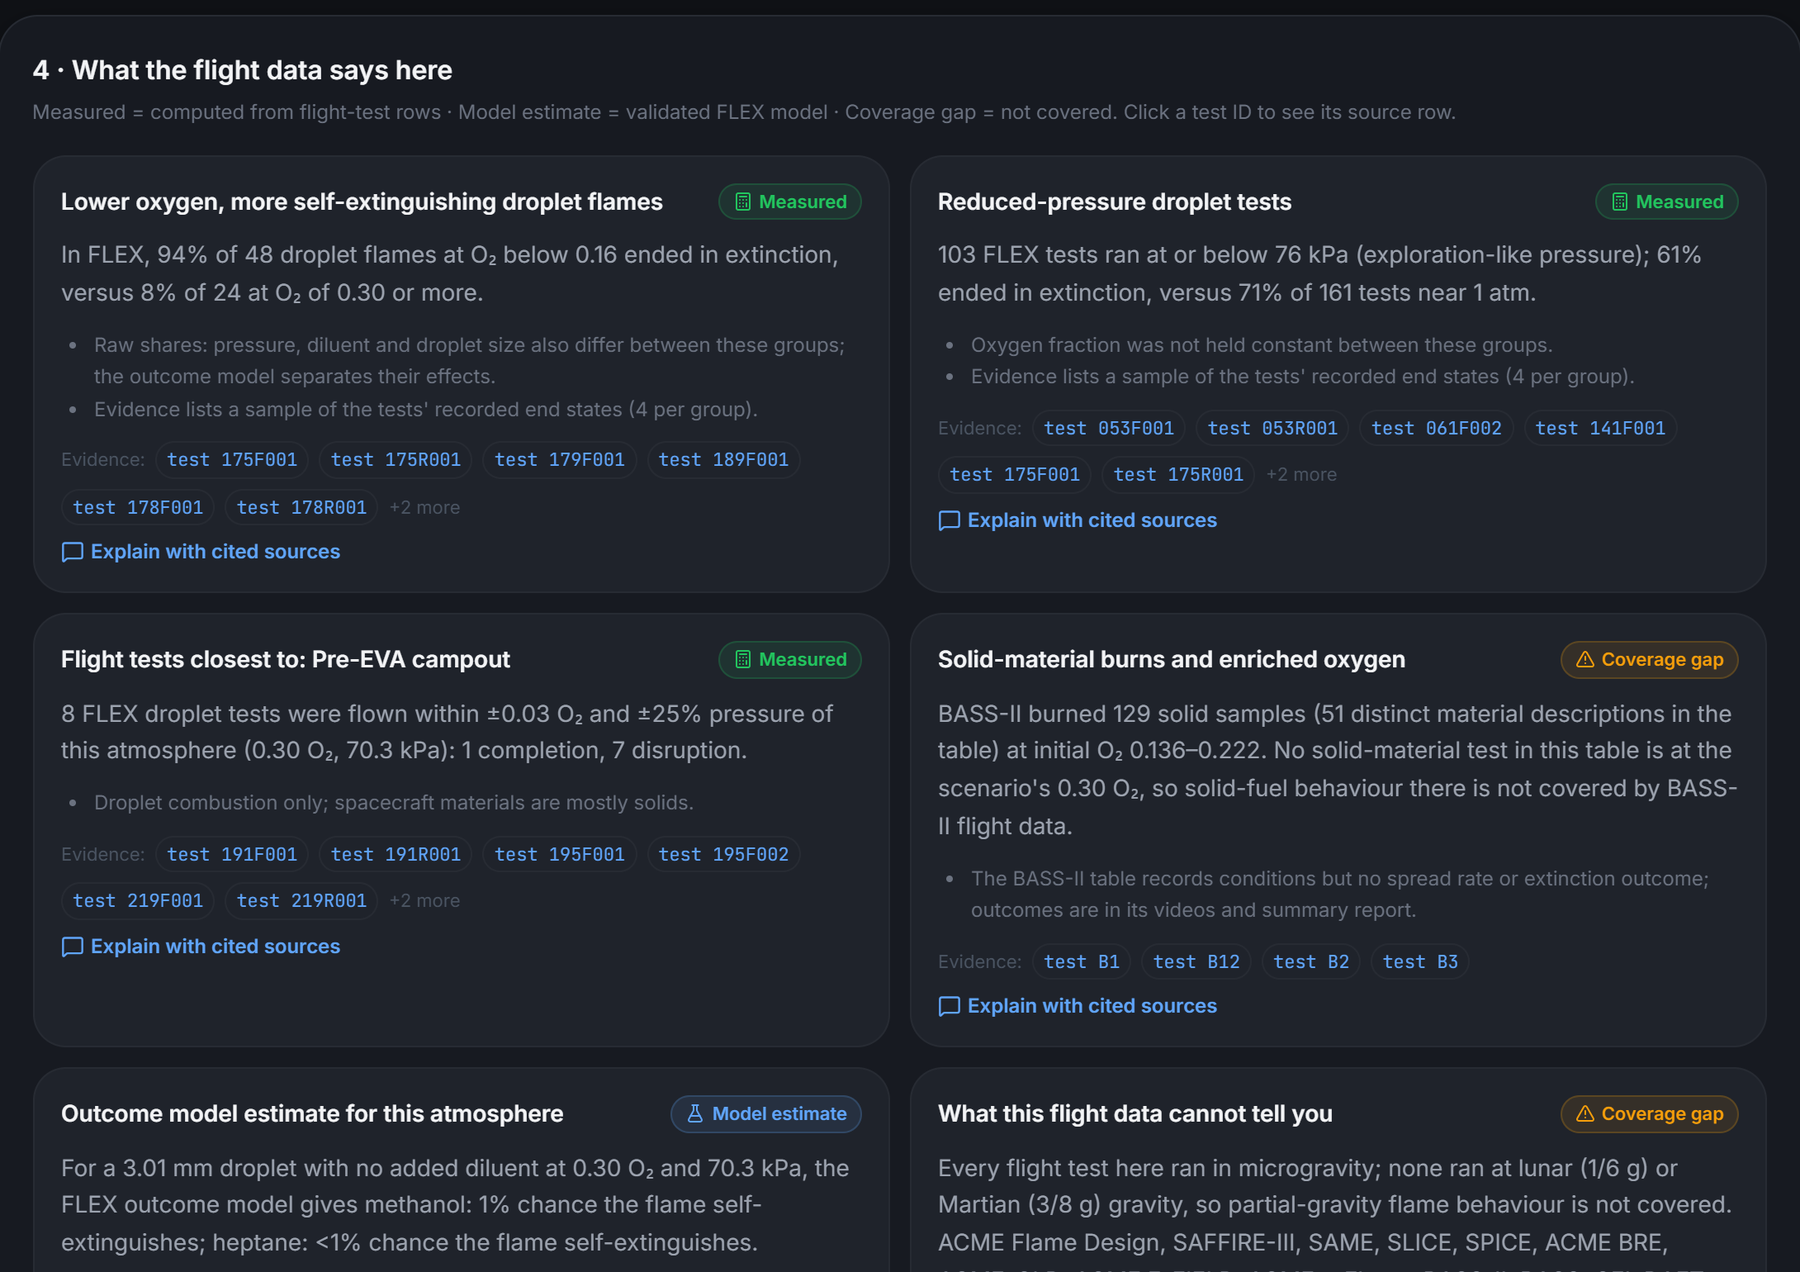 4 · What the flight data says here
Measured = computed from flight-test rows · Model estimate = validated FLEX model · Coverage gap = not covered. Click a test ID to see its source row.
Lower oxygen, more self-extinguishing droplet flames
Measured
In FLEX, 94% of 48 droplet flames at O₂ below 0.16 ended in extinction,
versus 8% of 24 at O₂ of 0.30 or more.
• Raw shares: pressure, diluent and droplet size also differ between these groups;
the outcome model separates their effects.
• Evidence lists a sample of the tests' recorded end states (4 per group).
Evidence: test 175F001 test 175R001 test 179F001 test 189F001
test 178F001 test 178R001 +2 more
Explain with cited sources
Reduced-pressure droplet tests
Measured
103 FLEX tests ran at or below 76 kPa (exploration-like pressure); 61%
ended in extinction, versus 71% of 161 tests near 1 atm.
• Oxygen fraction was not held constant between these groups.
• Evidence lists a sample of the tests' recorded end states (4 per group).
Evidence: test 053F001 test 053R001 test 061F002 test 141F001
test 175F001 test 175R001 +2 more
Explain with cited sources
Flight tests closest to: Pre-EVA campout
Measured
8 FLEX droplet tests were flown within ±0.03 O₂ and ±25% pressure of
this atmosphere (0.30 O₂, 70.3 kPa): 1 completion, 7 disruption.
• Droplet combustion only; spacecraft materials are mostly solids.
Evidence: test 191F001 test 191R001 test 195F001 test 195F002
test 219F001 test 219R001 +2 more
Explain with cited sources
Solid-material burns and enriched oxygen
Coverage gap
BASS-II burned 129 solid samples (51 distinct material descriptions in the
table) at initial O₂ 0.136–0.222. No solid-material test in this table is at the
scenario's 0.30 O₂, so solid-fuel behaviour there is not covered by BASS-
II flight data.
• The BASS-II table records conditions but no spread rate or extinction outcome;
outcomes are in its videos and summary report.
Evidence: test B1 test B12 test B2 test B3
Explain with cited sources
Outcome model estimate for this atmosphere
Model estimate
For a 3.01 mm droplet with no added diluent at 0.30 O₂ and 70.3 kPa, the
FLEX outcome model gives methanol: 1% chance the flame self-
extinguishes; heptane: <1% chance the flame self-extinguishes.
What this flight data cannot tell you
Coverage gap
Every flight test here ran in microgravity; none ran at lunar (1/6 g) or
Martian (3/8 g) gravity, so partial-gravity flame behaviour is not covered.
ACME Flame Design, SAFFIRE-III, SAME, SLICE, SPICE, ACME BRE,